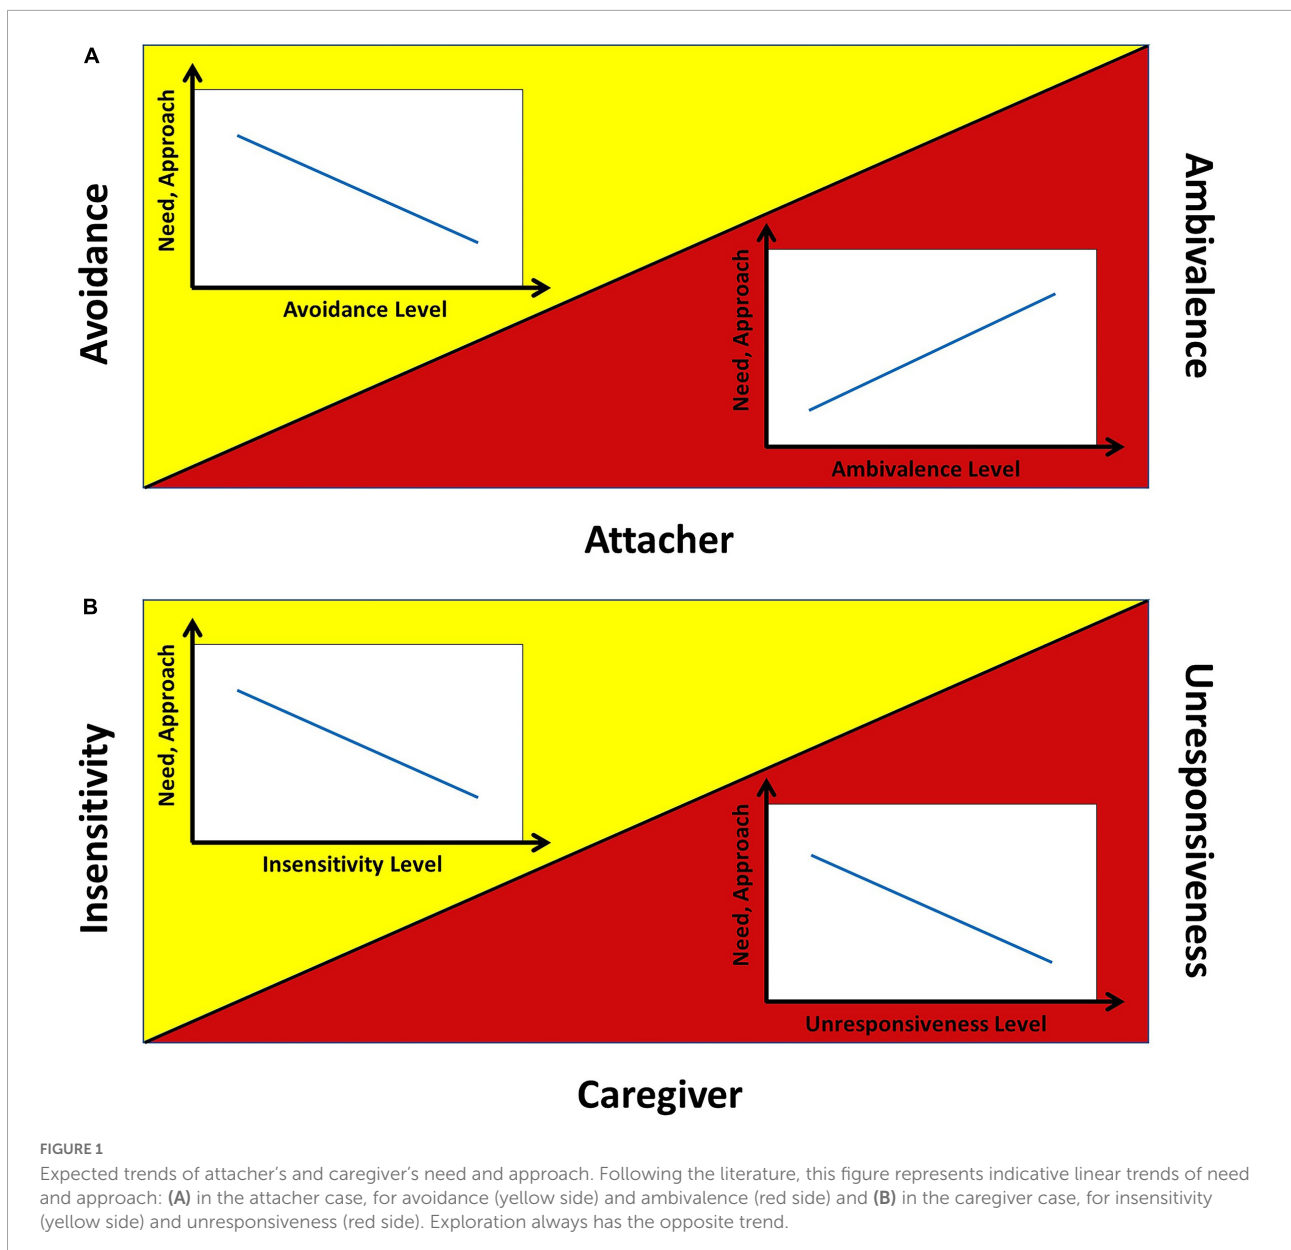 A
Avoidance
Need, Approach
Avoidance Level
Ambivalence
Need, Approach
Ambivalence Level
Attacher
B
Insensitivity
Need, Approach
Insensitivity Level
Unresponsiveness
Need, Approach
Unresponsiveness Level
Caregiver
FIGURE 1
Expected trends of attacher's and caregiver's need and approach. Following the literature, this figure represents indicative linear trends of need
and approach: (A) in the attacher case, for avoidance (yellow side) and ambivalence (red side) and (B) in the caregiver case, for insensitivity
(yellow side) and unresponsiveness (red side). Exploration always has the opposite trend.